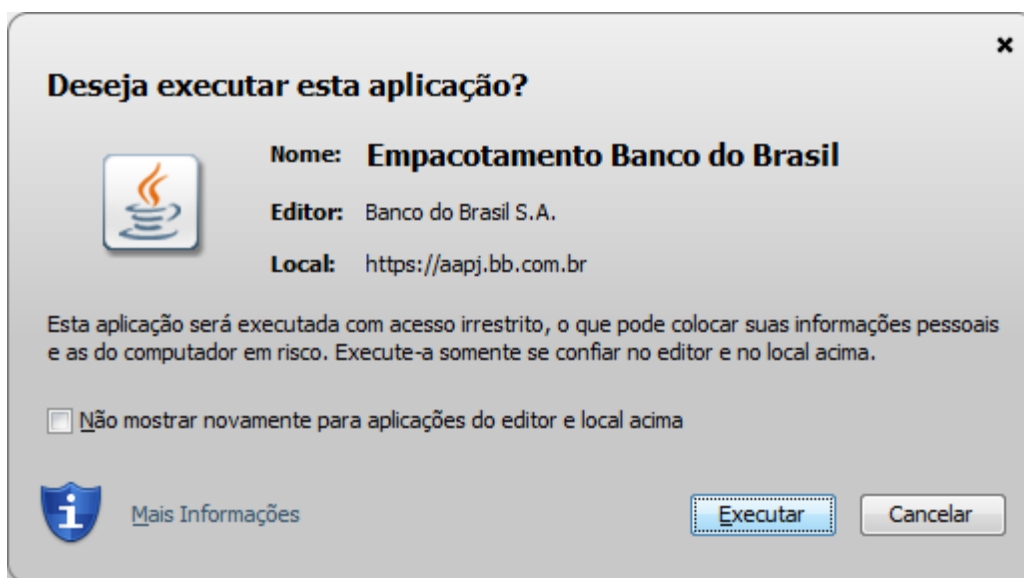 Deseja executar esta aplicação?
Nome: Empacotamento Banco do Brasil
Editor: Banco do Brasil S.A.
Local: https://aapj.bb.com.br
Esta aplicação será executada com acesso irrestrito, o que pode colocar suas informações pessoais
e as do computador em risco. Execute-a somente se confiar no editor e no local acima.
Não mostrar novamente para aplicações do editor e local acima
Mais Informações
Executar
Cancelar